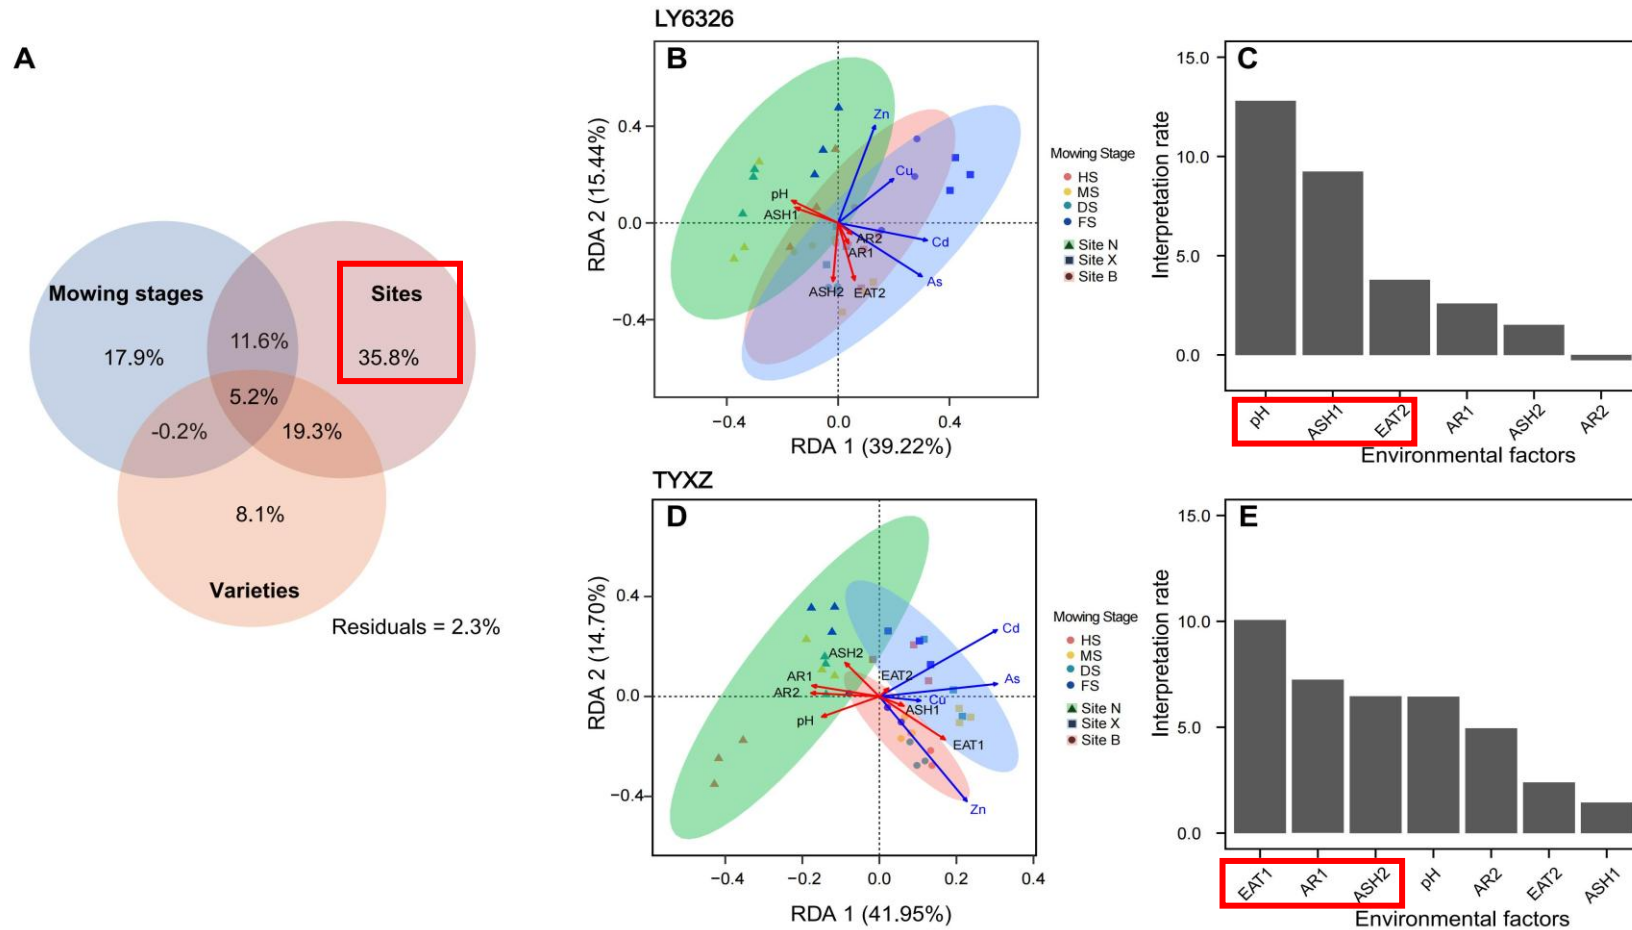 A
Mowing stages
17.9%
11.6%
Sites
35.8%
5.2%
-0.2%
19.3%
8.1%
Varieties
Residuals = 2.3%
LY6326
B
RDA 2 (15.44%)
0.4
0.0
−0.4
Zn
Cu
pH
ASH1
AR2
AR1
Cd
As
ASH2
EAT2
−0.4
0.0
0.4
RDA 1 (39.22%)
Mowing Stage
HS
MS
DS
FS
Site N
Site X
Site B
C
Interpretation rate
15.0
10.0
5.0
0.0
pH
ASH1
EAT2
AR1
ASH2
AR2
Environmental factors
TYXZ
D
RDA 2 (14.70%)
0.4
0.0
−0.4
Cd
ASH2
AR1
EAT2
As
AR2
Cu
ASH1
pH
EAT1
Zn
−0.4
−0.2
0.0
0.2
0.4
RDA 1 (41.95%)
Mowing Stage
HS
MS
DS
FS
Site N
Site X
Site B
E
Interpretation rate
15.0
10.0
5.0
0.0
EAT1
AR1
ASH2
pH
AR2
EAT2
ASH1
Environmental factors